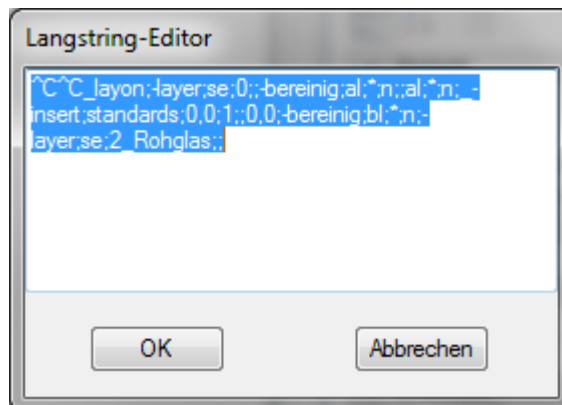 Langstring-Editor
^C^C_layon;-layer;se;0;;-bereinig;al;*;n;;al;*;n;_-
insert;standards;0,0;1;;0,0;-bereinig;bl;*;n;-
layer;se;2_Rohglas;;
OK
Abbrechen